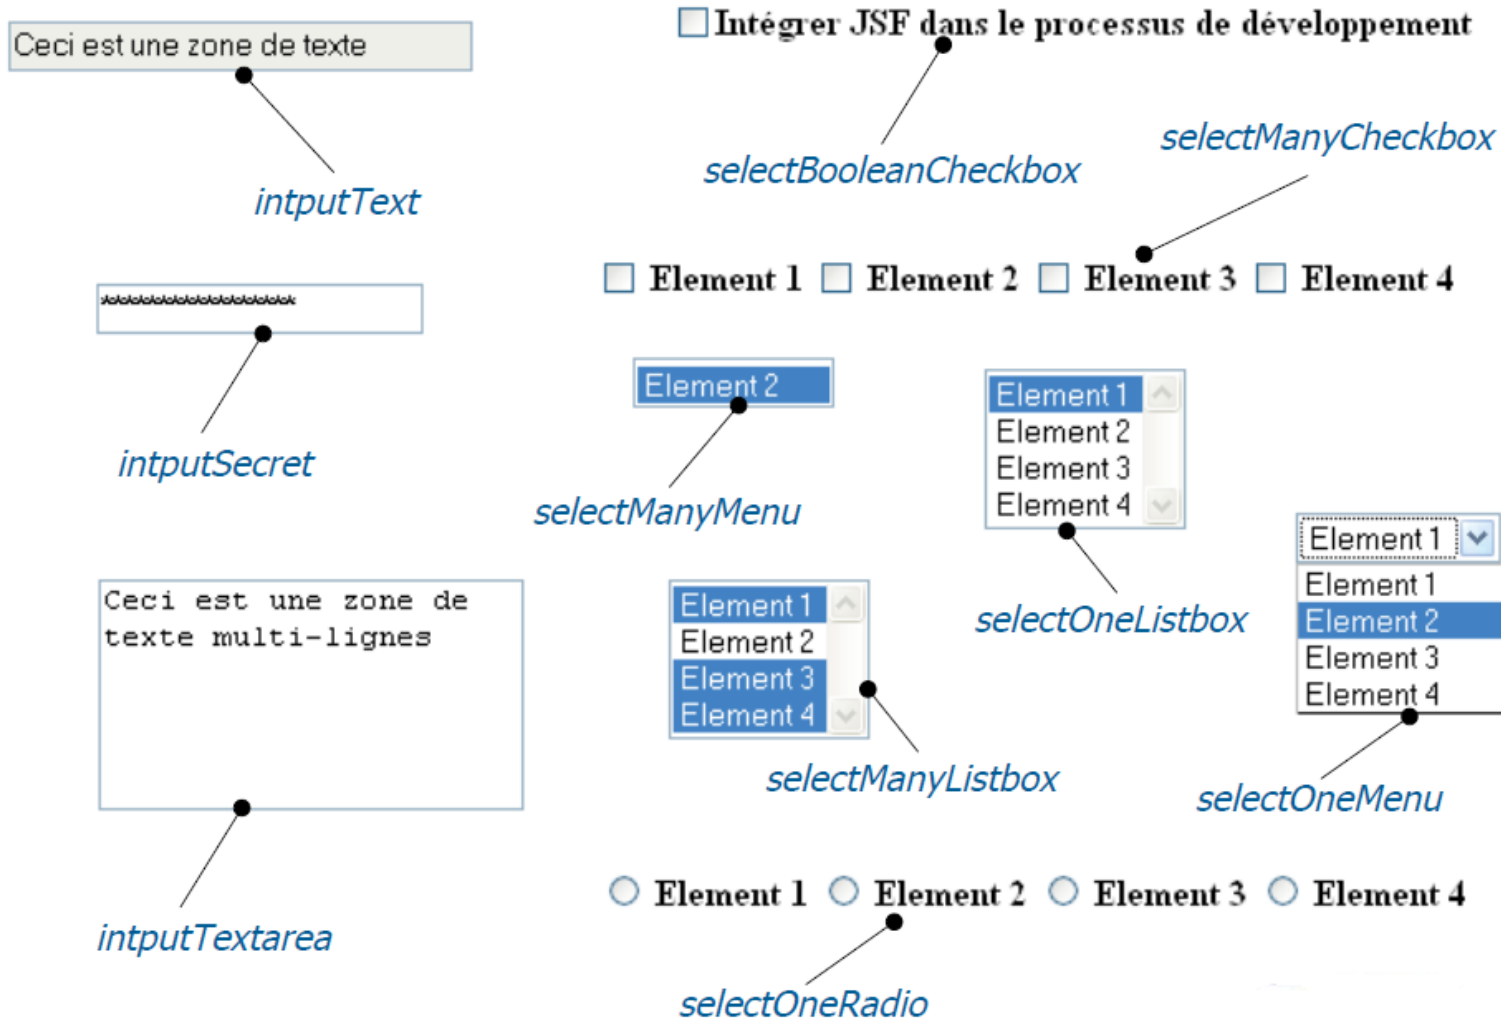 Ceci est une zone de texte
intputText
********************
intputSecret
Ceci est une zone de
texte multi-lignes
intputTextarea
Intégrer JSF dans le processus de développement
selectBooleanCheckbox
selectManyCheckbox
Element 1 Element 2 Element 3 Element 4
Element 2
selectManyMenu
Element 1
Element 2
Element 3
Element 4
selectOneListbox
Element 1
Element 2
Element 3
Element 4
selectManyListbox
Element 1
Element 1
Element 2
Element 3
Element 4
selectOneMenu
Element 1 Element 2 Element 3 Element 4
selectOneRadio